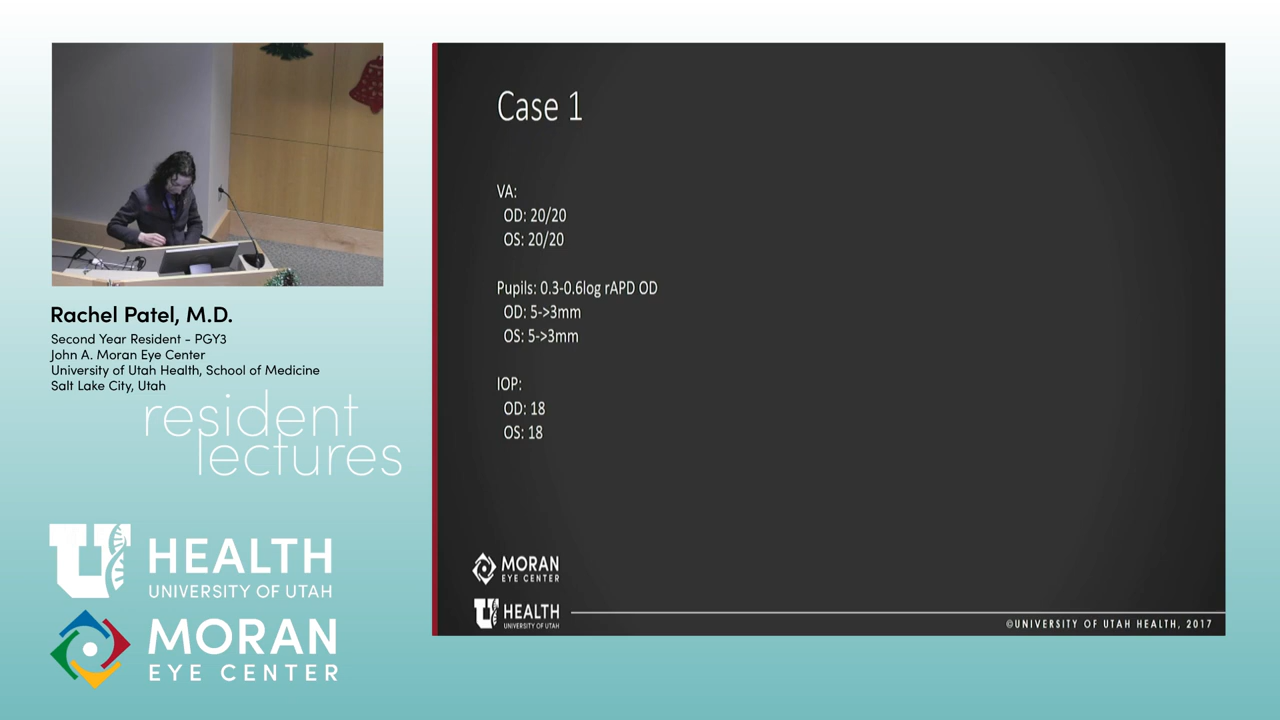 Case 1
VA:
OD: 20/20
OS: 20/20
Pupils: 0.3-0.6log rAPD OD
OD: 5->3mm
OS: 5->3mm
IOP:
OD: 18
OS: 18
MORAN
EYE CENTER
U HEALTH
UNIVERSITY OF UTAH
©UNIVERSITY OF UTAH HEALTH, 2017
Rachel Patel, M.D.
Second Year Resident - PGY3
John A. Moran Eye Center
University of Utah Health, School of Medicine
Salt Lake City, Utah
resident
lectures
U HEALTH
UNIVERSITY OF UTAH
MORAN
EYE CENTER